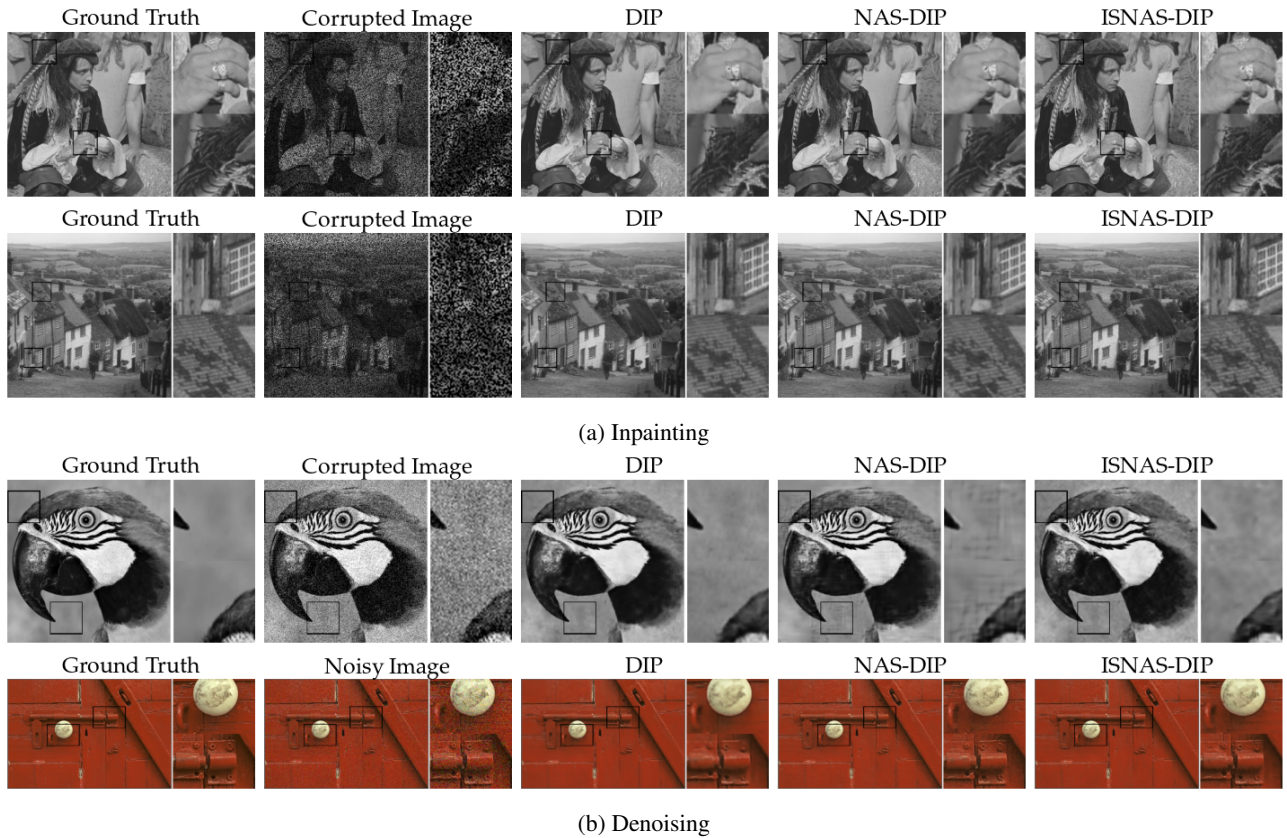 Ground Truth Corrupted Image DIP NAS-DIP ISNAS-DIP
Ground Truth Corrupted Image DIP NAS-DIP ISNAS-DIP
(a) Inpainting
Ground Truth Corrupted Image DIP NAS-DIP ISNAS-DIP
Ground Truth Noisy Image DIP NAS-DIP ISNAS-DIP
(b) Denoising